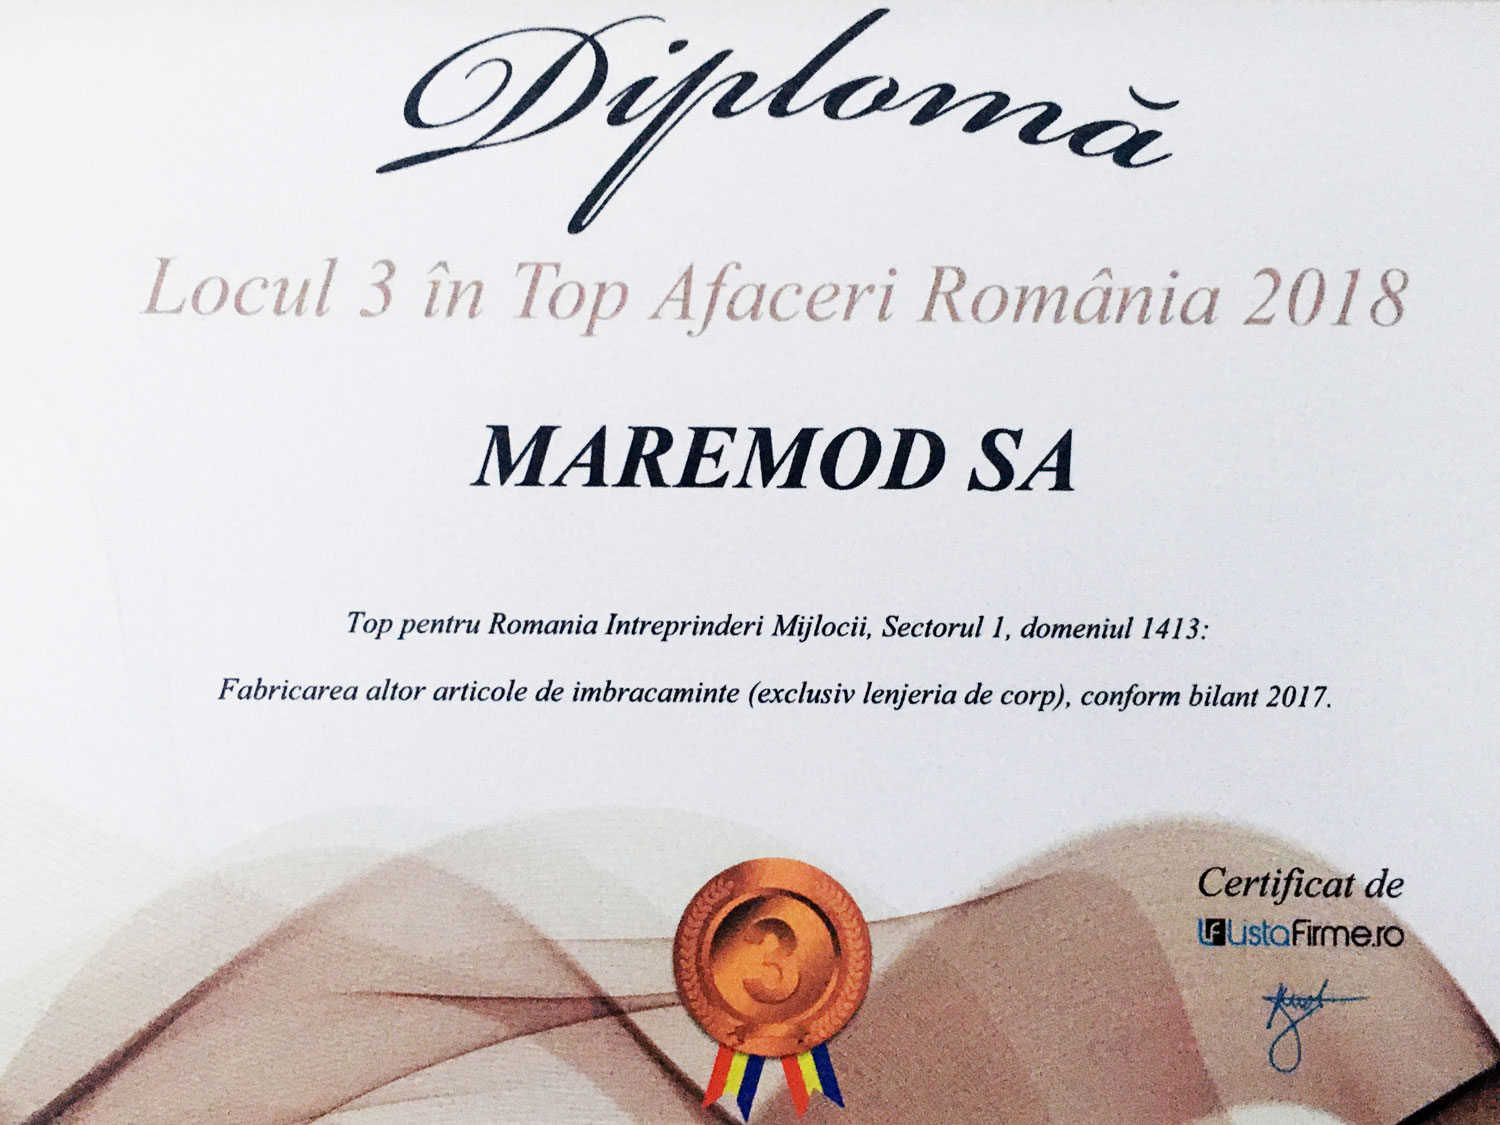 Diplomă
Locul 3 în Top Afaceri România 2018
MAREMOD SA
Top pentru Romania Intreprinderi Mijlocii, Sectorul 1, domeniul 1413:
Fabricarea altor articole de imbracaminte (exclusiv lenjeria de corp), conform bilant 2017.
3
Certificat de
LF ListaFirme.ro